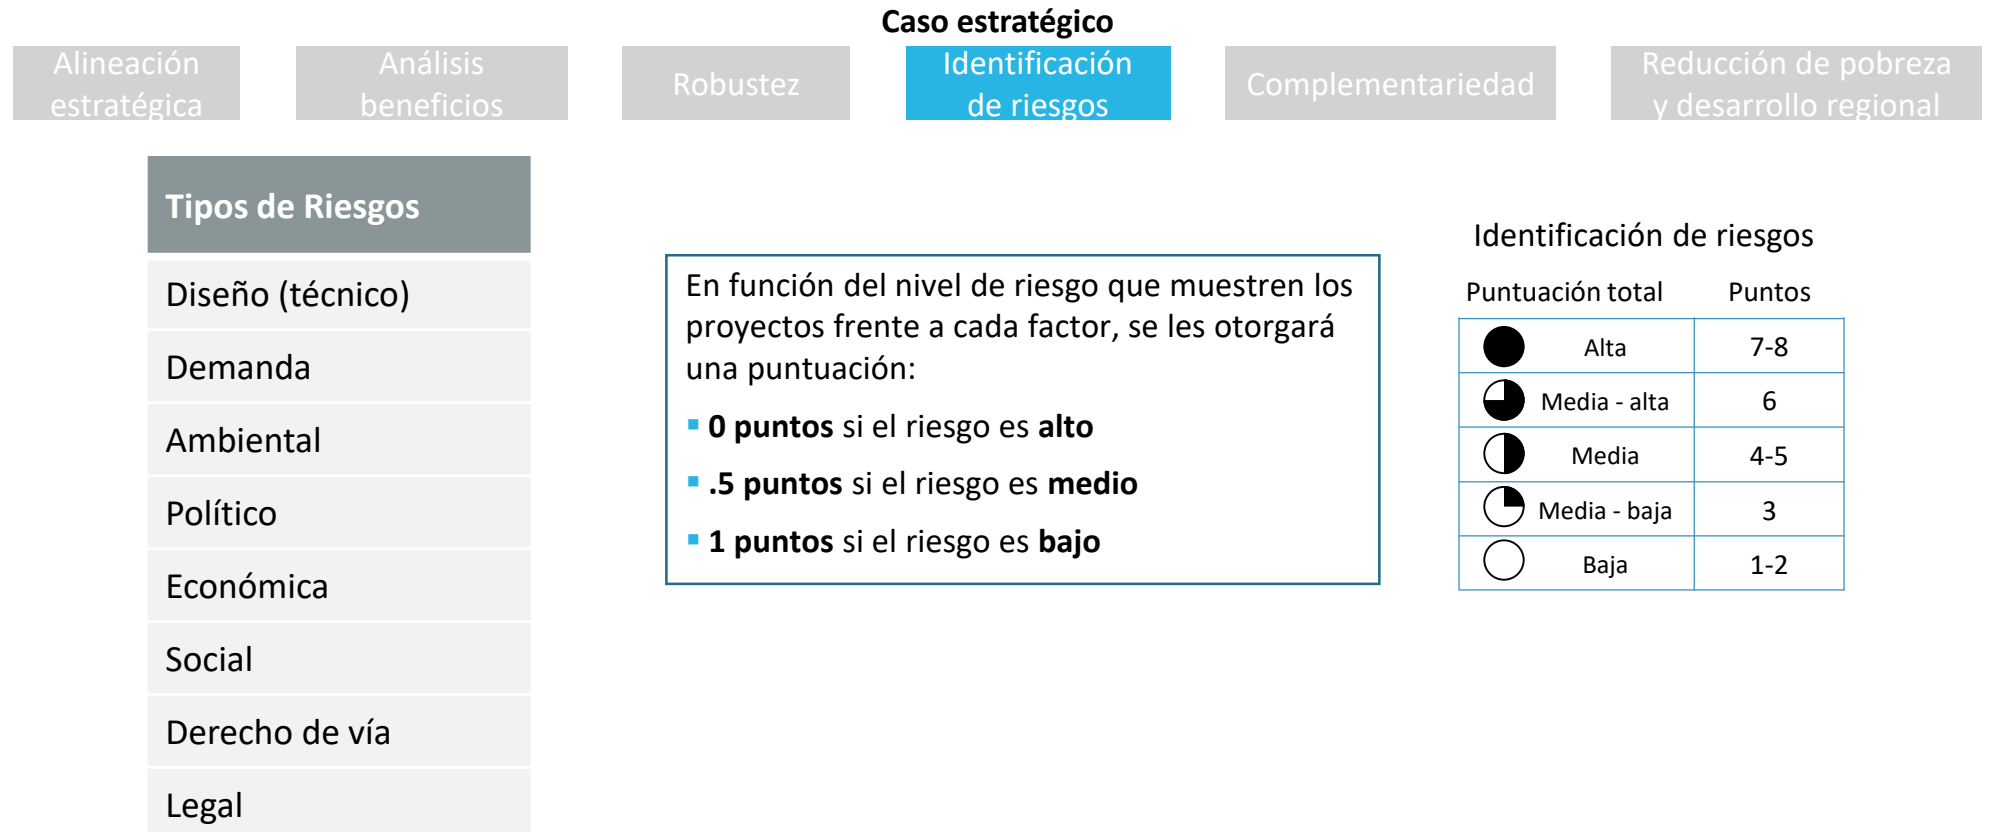 Caso estratégico
Alineación
estratégica
Análisis
beneficios
Robustez
Identificación
de riesgos
Complementariedad
Reducción de pobreza
y desarrollo regional
Tipos de Riesgos
Diseño (técnico)
Demanda
Ambiental
Político
Económica
Social
Derecho de vía
Legal
En función del nivel de riesgo que muestren los
proyectos frente a cada factor, se les otorgará
una puntuación:
▪ 0 puntos si el riesgo es alto
▪ .5 puntos si el riesgo es medio
▪ 1 puntos si el riesgo es bajo
Identificación de riesgos
Puntuación total Puntos
Alta 7-8
Media - alta 6
Media 4-5
Media - baja 3
Baja 1-2